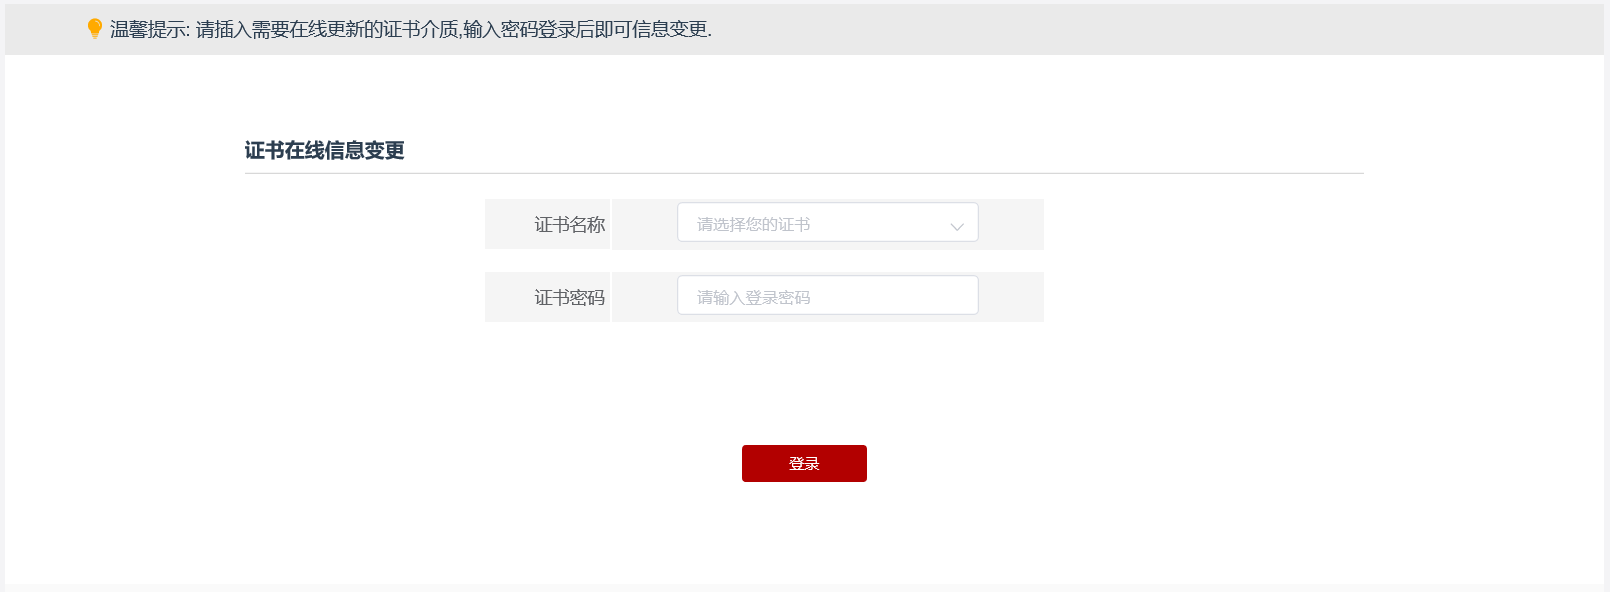 温馨提示: 请插入需要在线更新的证书介质,输入密码登录后即可信息变更.
证书在线信息变更
证书名称 请选择您的证书
证书密码 请输入登录密码
登录